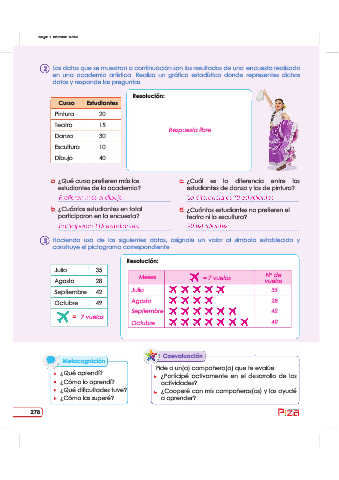 2 Los datos que se muestran a continuación son los resultados de una encuesta realizada
en una academia artística. Realiza un gráfico estadístico donde representes dichos
datos y responde las preguntas.
Curso Estudiantes
Pintura 20
Teatro 15
Danza 30
Escultura 10
Dibujo 40
Resolución:
Respuesta libre
a. ¿Qué curso prefieren más los
estudiantes de la academia?
Prefieren más el dibujo.
b. ¿Cuántos estudiantes en total
participaron en la encuesta?
Participaron 115 estudiantes.
c. ¿Cuál es la diferencia entre los
estudiantes de danza y los de pintura?
La diferencia es 10 estudiantes.
d. ¿Cuántos estudiantes no prefieren el
teatro ni la escultura?
90 estudiantes.
3 Haciendo uso de los siguientes datos, asígnale un valor al símbolo establecido y
construye el pictograma correspondiente.
Julio 35
Agosto 28
Septiembre 42
Octubre 49
= 7 vuelos
Resolución:
Meses = 7 vuelos N° de
vuelos
Julio 35
Agosto 28
Septiembre 42
Octubre 49
Metacognición
¿Qué aprendí?
¿Cómo lo aprendí?
¿Qué dificultades tuve?
¿Cómo las superé?
Coevaluación
Pide a un(a) compañero(a) que te evalúe.
¿Participé activamente en el desarrollo de las
actividades?
¿Cooperé con mis compañeros(as) y los ayudé
a aprender?
278